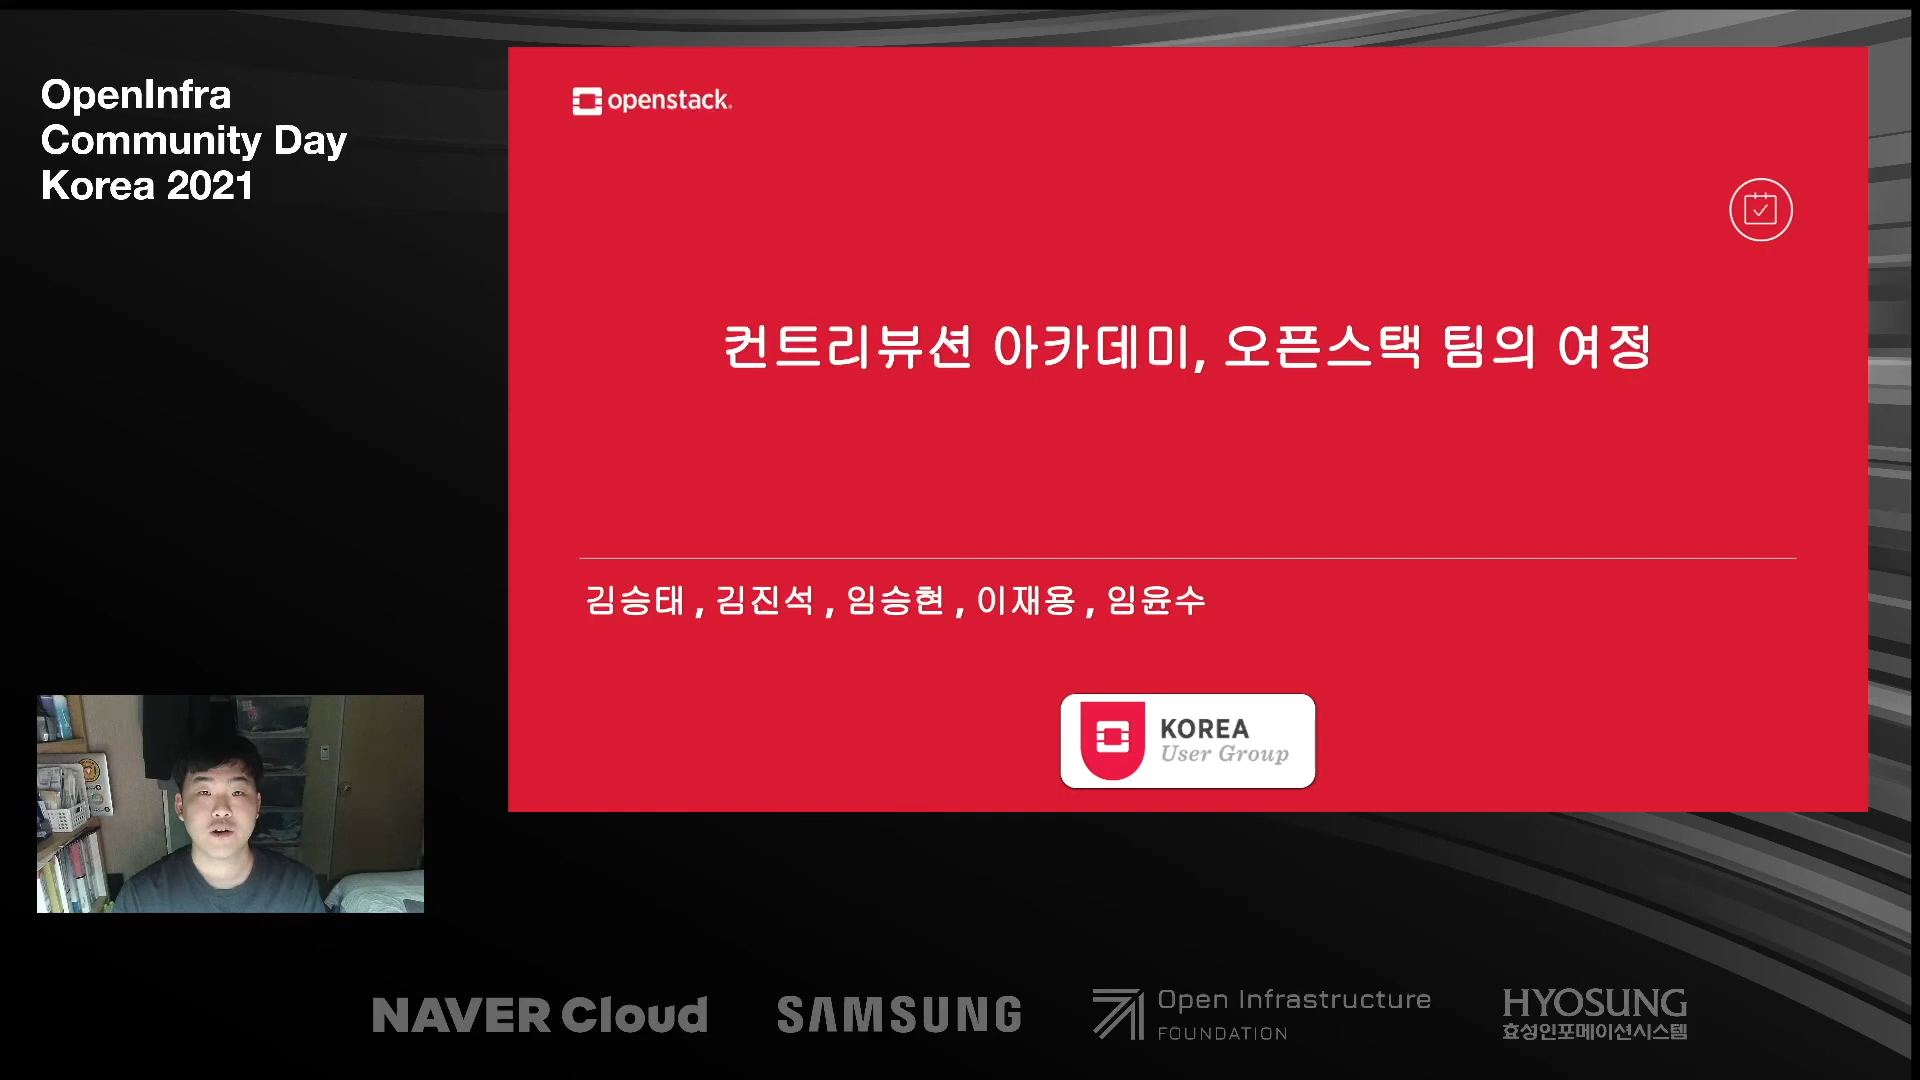 OpenInfra
Community Day
Korea 2021
openstack.
컨트리뷰션 아카데미, 오픈스택 팀의 여정
김승태 , 김진석 , 임승현 , 이재용 , 임윤수
KOREA
User Group
NAVER Cloud
SAMSUNG
Open Infrastructure
FOUNDATION
HYOSUNG
효성인포메이션시스템